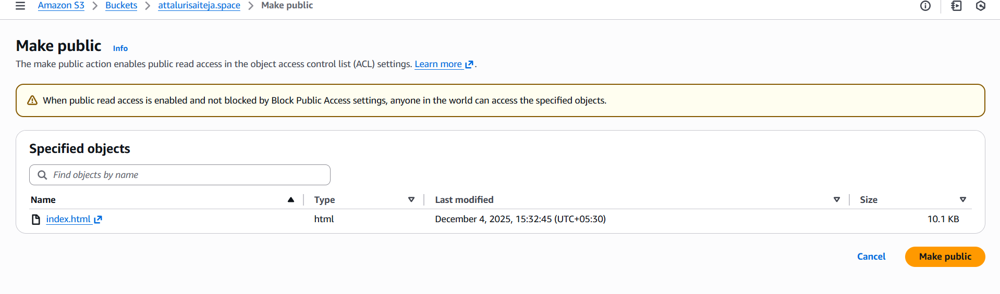 Amazon S3 > Buckets > attalurisaiteja.space > Make public
Make public Info
The make public action enables public read access in the object access control list (ACL) settings. Learn more.
When public read access is enabled and not blocked by Block Public Access settings, anyone in the world can access the specified objects.
Specified objects
Find objects by name
Name Type Last modified Size
index.html html December 4, 2025, 15:32:45 (UTC+05:30) 10.1 KB
Cancel Make public